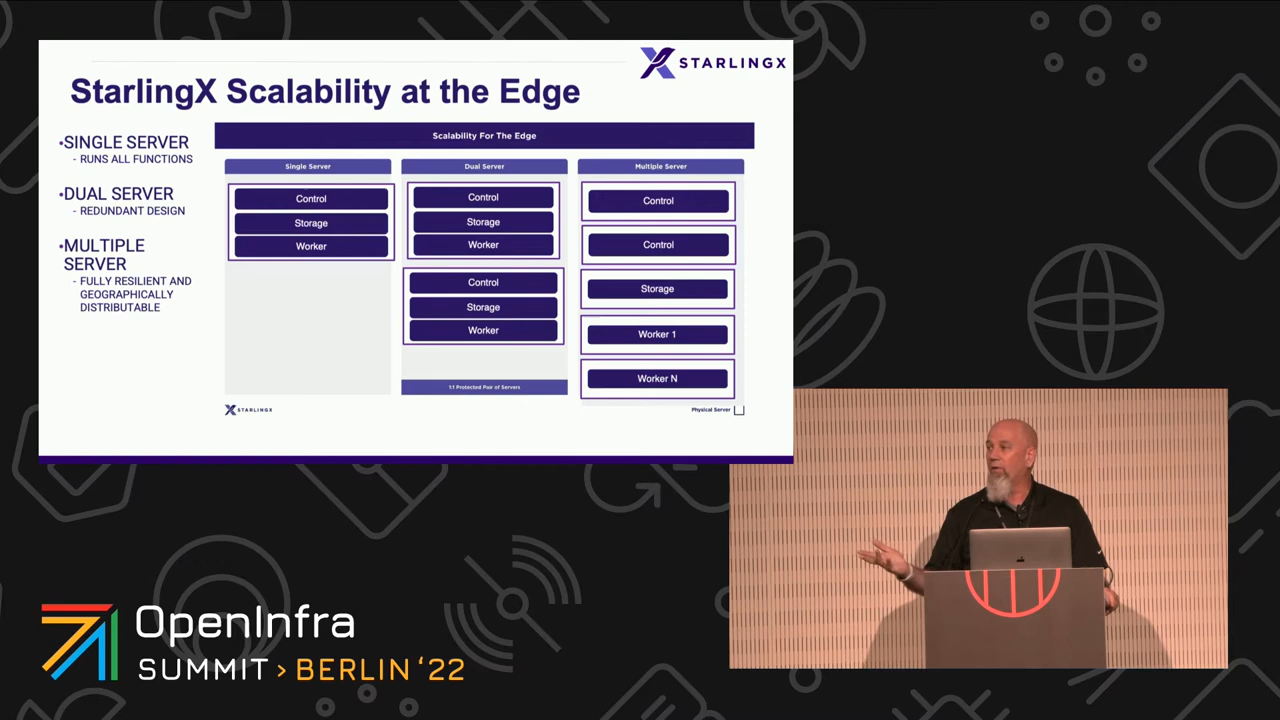 STARLINGX
StarlingX Scalability at the Edge
•SINGLE SERVER
- RUNS ALL FUNCTIONS
•DUAL SERVER
- REDUNDANT DESIGN
•MULTIPLE
SERVER
- FULLY RESILIENT AND
GEOGRAPHICALLY
DISTRIBUTABLE
Scalability For The Edge
Single Server
Control
Storage
Worker
Dual Server
Control
Storage
Worker
Control
Storage
Worker
1:1 Protected Pair of Servers
Multiple Server
Control
Control
Storage
Worker 1
Worker N
STARLINGX
Physical Server
OpenInfra
SUMMIT > BERLIN ‘22